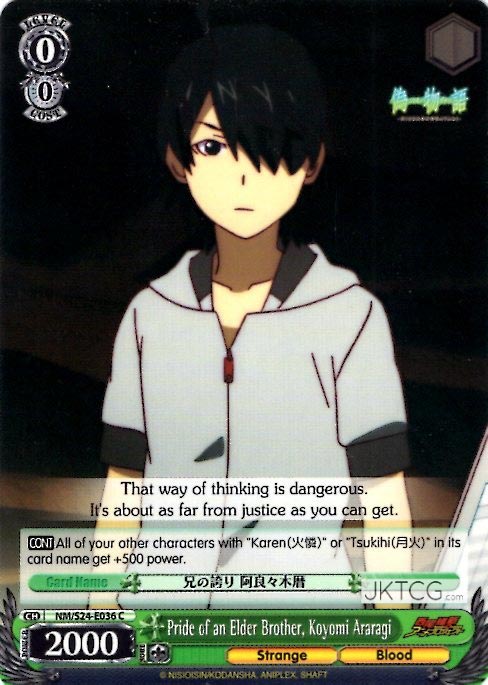 LEVEL
0
0
COST
偽物語
That way of thinking is dangerous.
It's about as far from justice as you can get.
CONT All of your other characters with "Karen(火憐)" or "Tsukihi(月火)" in its
card name get +500 power.
Card Name
兄の誇り 阿良々木暦
JKTCG.com
CH NM/S24-E036 C
Pride of an Elder Brother, Koyomi Araragi
POWER
2000
SOUL
Strange
Blood
© NISIOISIN/KODANSHA, ANIPLEX, SHAFT